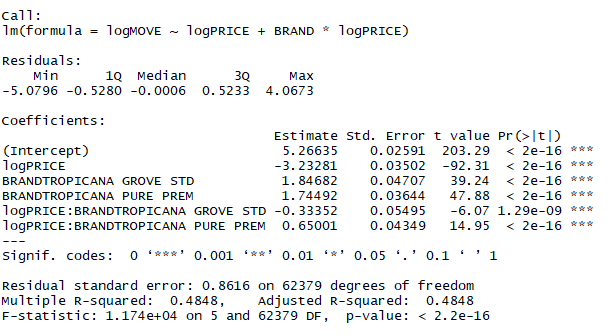 Call:
lm(formula = logMOVE ~ logPRICE + BRAND * logPRICE)
Residuals:
    Min      1Q  Median      3Q     Max
-5.0796 -0.5280 -0.0006  0.5233  4.0673
Coefficients:
                                 Estimate Std. Error t value Pr(>|t|)
(Intercept)                       5.26635    0.02591  203.29  < 2e-16 ***
logPRICE                         -3.23281    0.03502  -92.31  < 2e-16 ***
BRANDTROPICANA GROVE STD          1.84682    0.04707   39.24  < 2e-16 ***
BRANDTROPICANA PURE PREM          1.74492    0.03644   47.88  < 2e-16 ***
logPRICE:BRANDTROPICANA GROVE STD -0.33352    0.05495   -6.07 1.29e-09 ***
logPRICE:BRANDTROPICANA PURE PREM  0.65001    0.04349   14.95  < 2e-16 ***
---
Signif. codes:  0 ‘***’ 0.001 ‘**’ 0.01 ‘*’ 0.05 ‘.’ 0.1 ‘ ’ 1
Residual standard error: 0.8616 on 62379 degrees of freedom
Multiple R-squared:  0.4848,    Adjusted R-squared:  0.4848
F-statistic: 1.174e+04 on 5 and 62379 DF,  p-value: < 2.2e-16